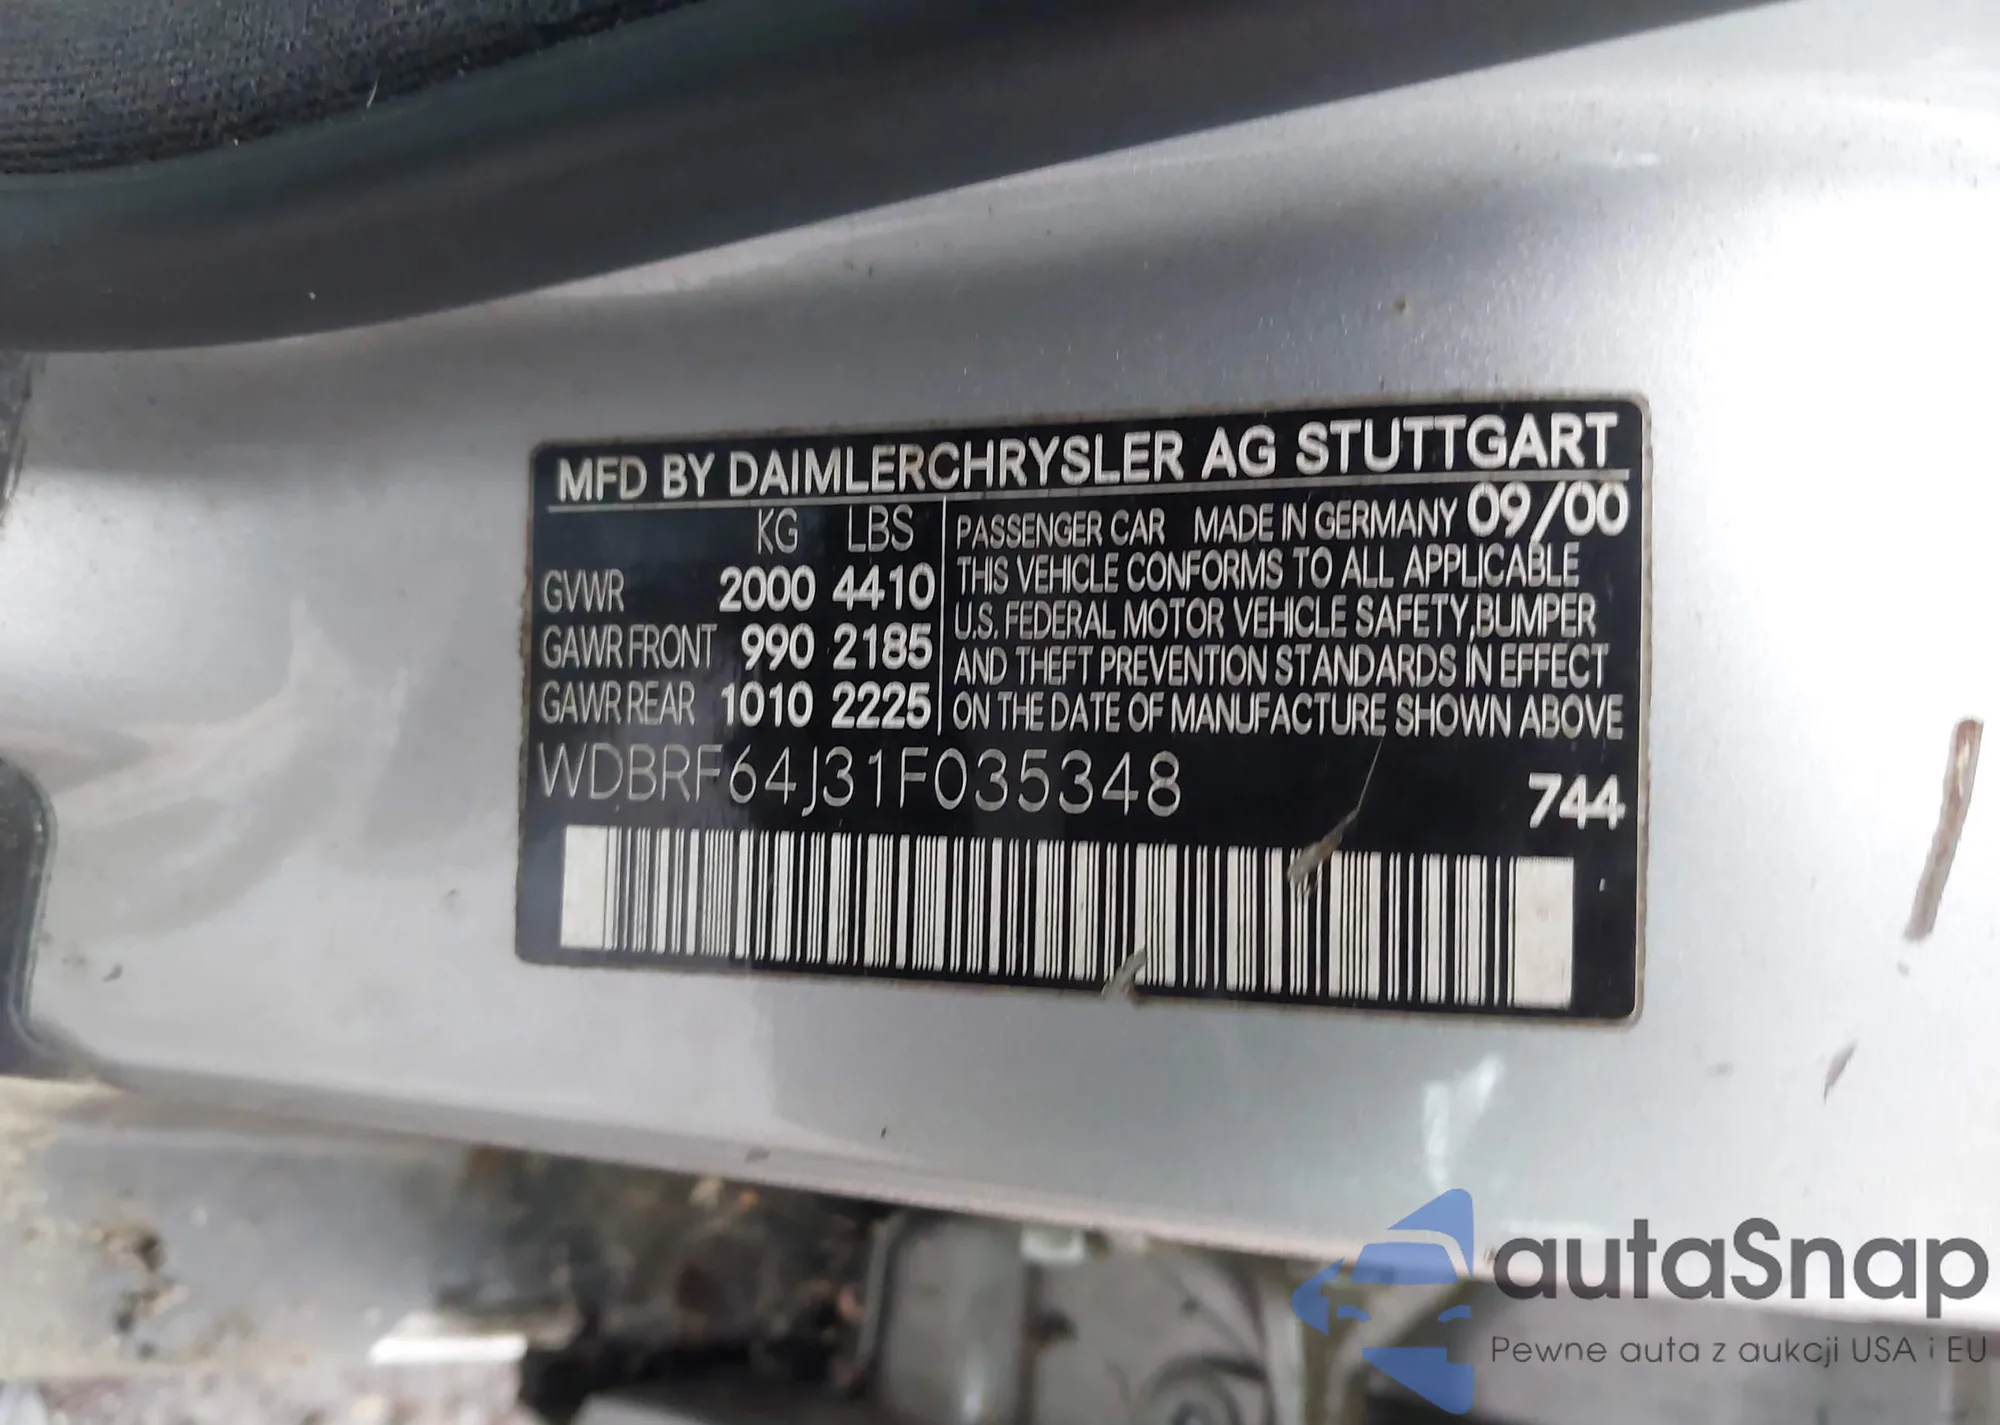 MFD BY DAIMLERCHRYSLER AG STUTTGART
KG LBS
GVWR 2000 4410
GAWR FRONT 990 2185
GAWR REAR 1010 2225
PASSENGER CAR MADE IN GERMANY 09/00
THIS VEHICLE CONFORMS TO ALL APPLICABLE
U.S. FEDERAL MOTOR VEHICLE SAFETY, BUMPER
AND THEFT PREVENTION STANDARDS IN EFFECT
ON THE DATE OF MANUFACTURE SHOWN ABOVE
WDBRF64J31F035348 744
autaSnap
Pewne auta z aukcji USA i EU